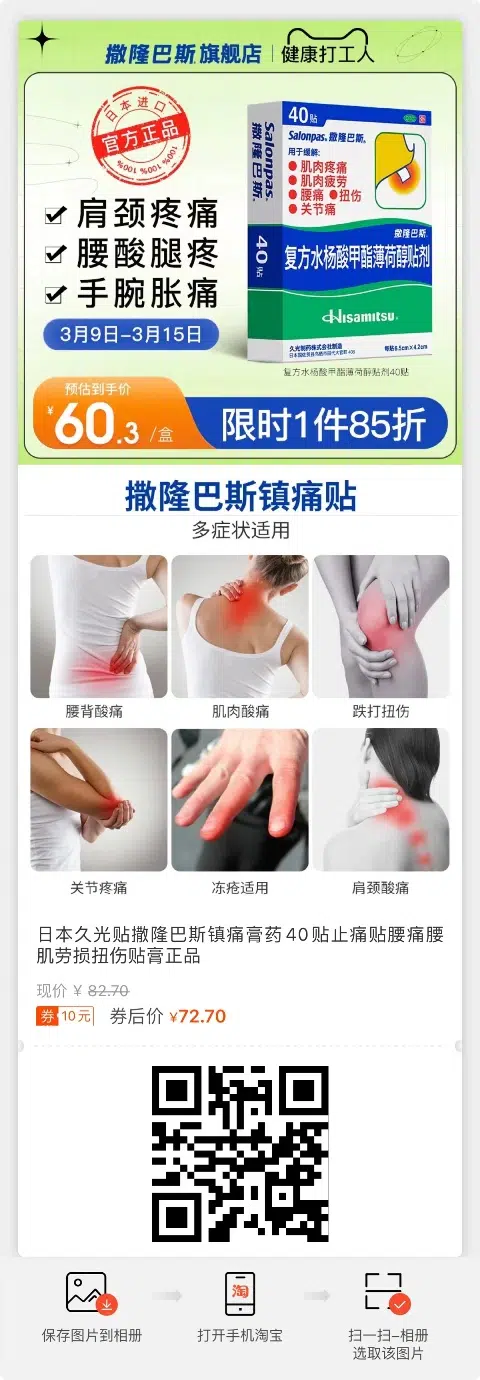 撒隆巴斯旗舰店
健康打工人
日本进口
官方正品
100% 100% 100%
肩颈疼痛
腰酸腿疼
手腕胀痛
3月9日-3月15日
40贴
Salonpas. 撒隆巴斯.
用于缓解:
肌肉疼痛
肌肉疲劳
腰痛 扭伤
关节痛
Salonpas.
撒隆巴斯.
40贴
撒隆巴斯.
复方水杨酸甲酯薄荷醇贴剂
Hisamitsu.
久光制药株式会社制造
每贴6.5cm×4.2cm
复方水杨酸甲酯薄荷醇贴剂40贴
预估到手价
¥60.3/盒
限时1件85折
撒隆巴斯镇痛贴
多症状适用
腰背酸痛
肌肉酸痛
跌打扭伤
关节疼痛
冻疮适用
肩颈酸痛
日本久光贴撒隆巴斯镇痛膏药40贴止痛贴腰痛腰
肌劳损扭伤贴膏正品
现价 ¥ 82.70
券 10元 券后价 ¥72.70
淘
保存图片到相册
打开手机淘宝
扫一扫-相册
选取该图片